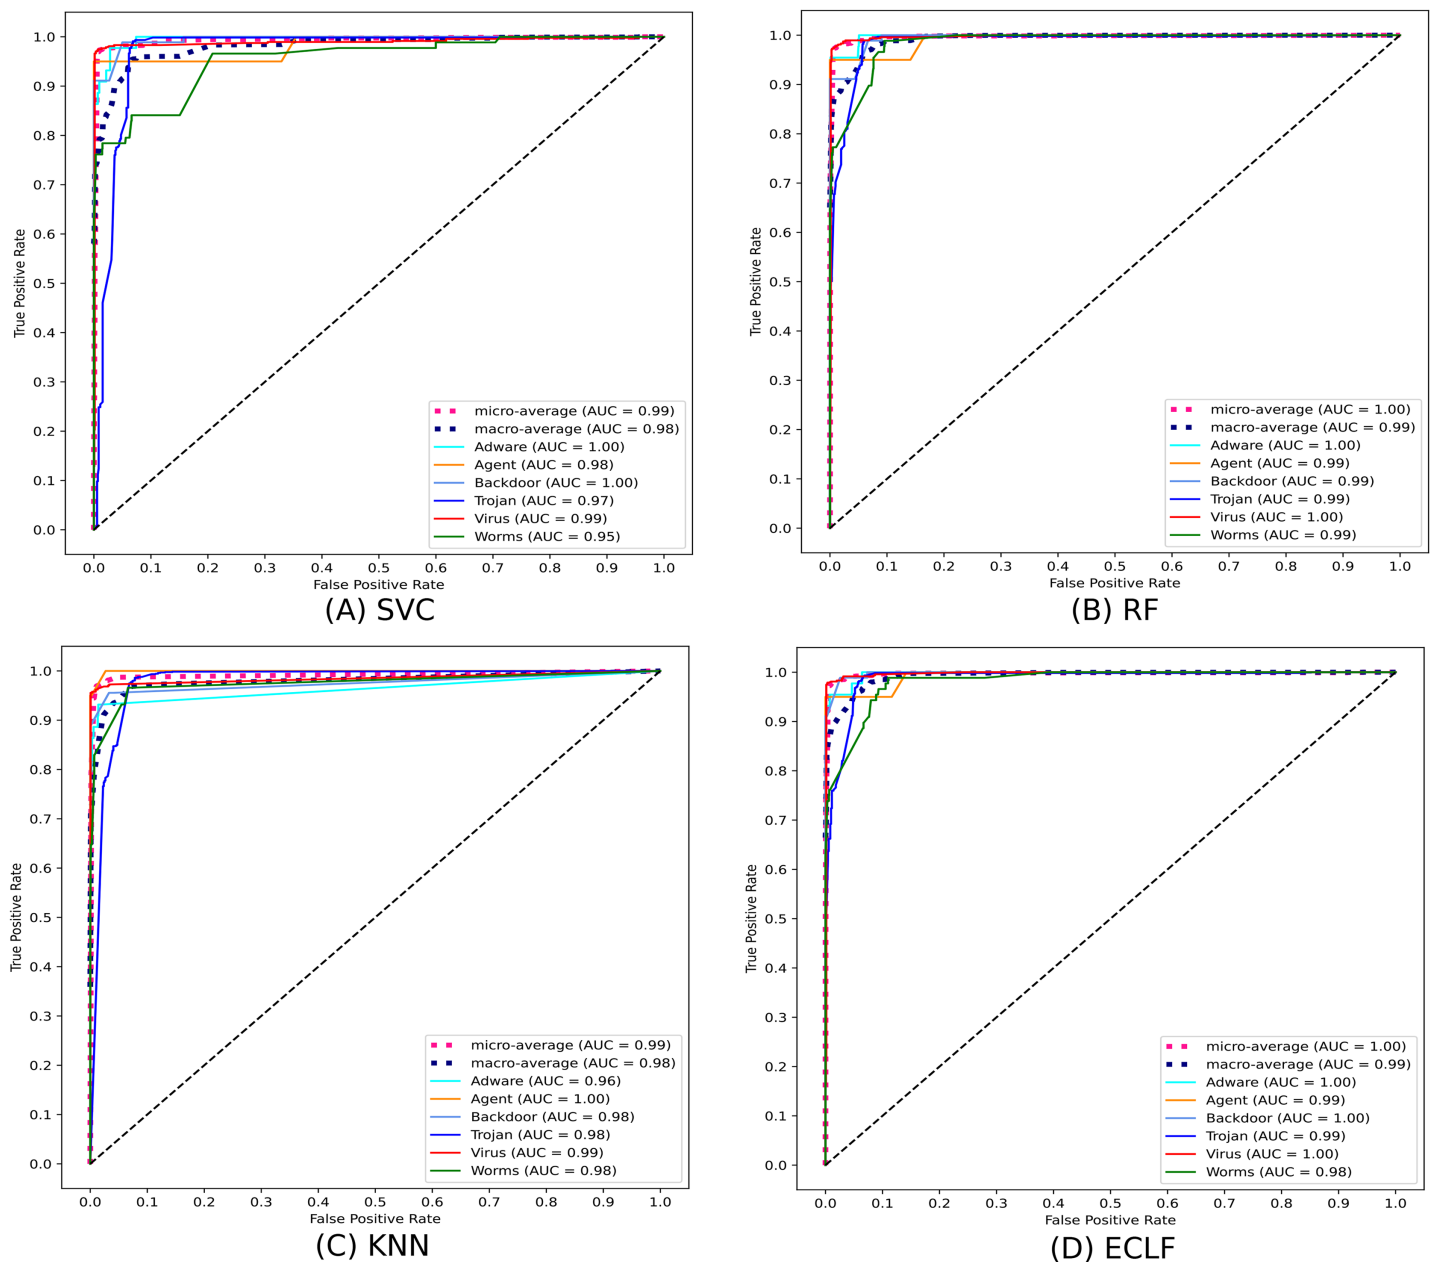 True Positive Rate
1.0
0.9
0.8
0.7
0.6
0.5
0.4
0.3
0.2
0.1
0.0
micro-average (AUC = 0.99)
macro-average (AUC = 0.98)
Adware (AUC = 1.00)
Agent (AUC = 0.98)
Backdoor (AUC = 1.00)
Trojan (AUC = 0.97)
Virus (AUC = 0.99)
Worms (AUC = 0.95)
0.0 0.1 0.2 0.3 0.4 0.5 0.6 0.7 0.8 0.9 1.0
False Positive Rate
(A) SVC
True Positive Rate
1.0
0.9
0.8
0.7
0.6
0.5
0.4
0.3
0.2
0.1
0.0
micro-average (AUC = 1.00)
macro-average (AUC = 0.99)
Adware (AUC = 1.00)
Agent (AUC = 0.99)
Backdoor (AUC = 0.99)
Trojan (AUC = 0.99)
Virus (AUC = 1.00)
Worms (AUC = 0.99)
0.0 0.1 0.2 0.3 0.4 0.5 0.6 0.7 0.8 0.9 1.0
False Positive Rate
(B) RF
True Positive Rate
1.0
0.9
0.8
0.7
0.6
0.5
0.4
0.3
0.2
0.1
0.0
micro-average (AUC = 0.99)
macro-average (AUC = 0.98)
Adware (AUC = 0.96)
Agent (AUC = 1.00)
Backdoor (AUC = 0.98)
Trojan (AUC = 0.98)
Virus (AUC = 0.99)
Worms (AUC = 0.98)
0.0 0.1 0.2 0.3 0.4 0.5 0.6 0.7 0.8 0.9 1.0
False Positive Rate
(C) KNN
True Positive Rate
1.0
0.9
0.8
0.7
0.6
0.5
0.4
0.3
0.2
0.1
0.0
micro-average (AUC = 1.00)
macro-average (AUC = 0.99)
Adware (AUC = 1.00)
Agent (AUC = 0.99)
Backdoor (AUC = 1.00)
Trojan (AUC = 0.99)
Virus (AUC = 1.00)
Worms (AUC = 0.98)
0.0 0.1 0.2 0.3 0.4 0.5 0.6 0.7 0.8 0.9 1.0
False Positive Rate
(D) ECLF